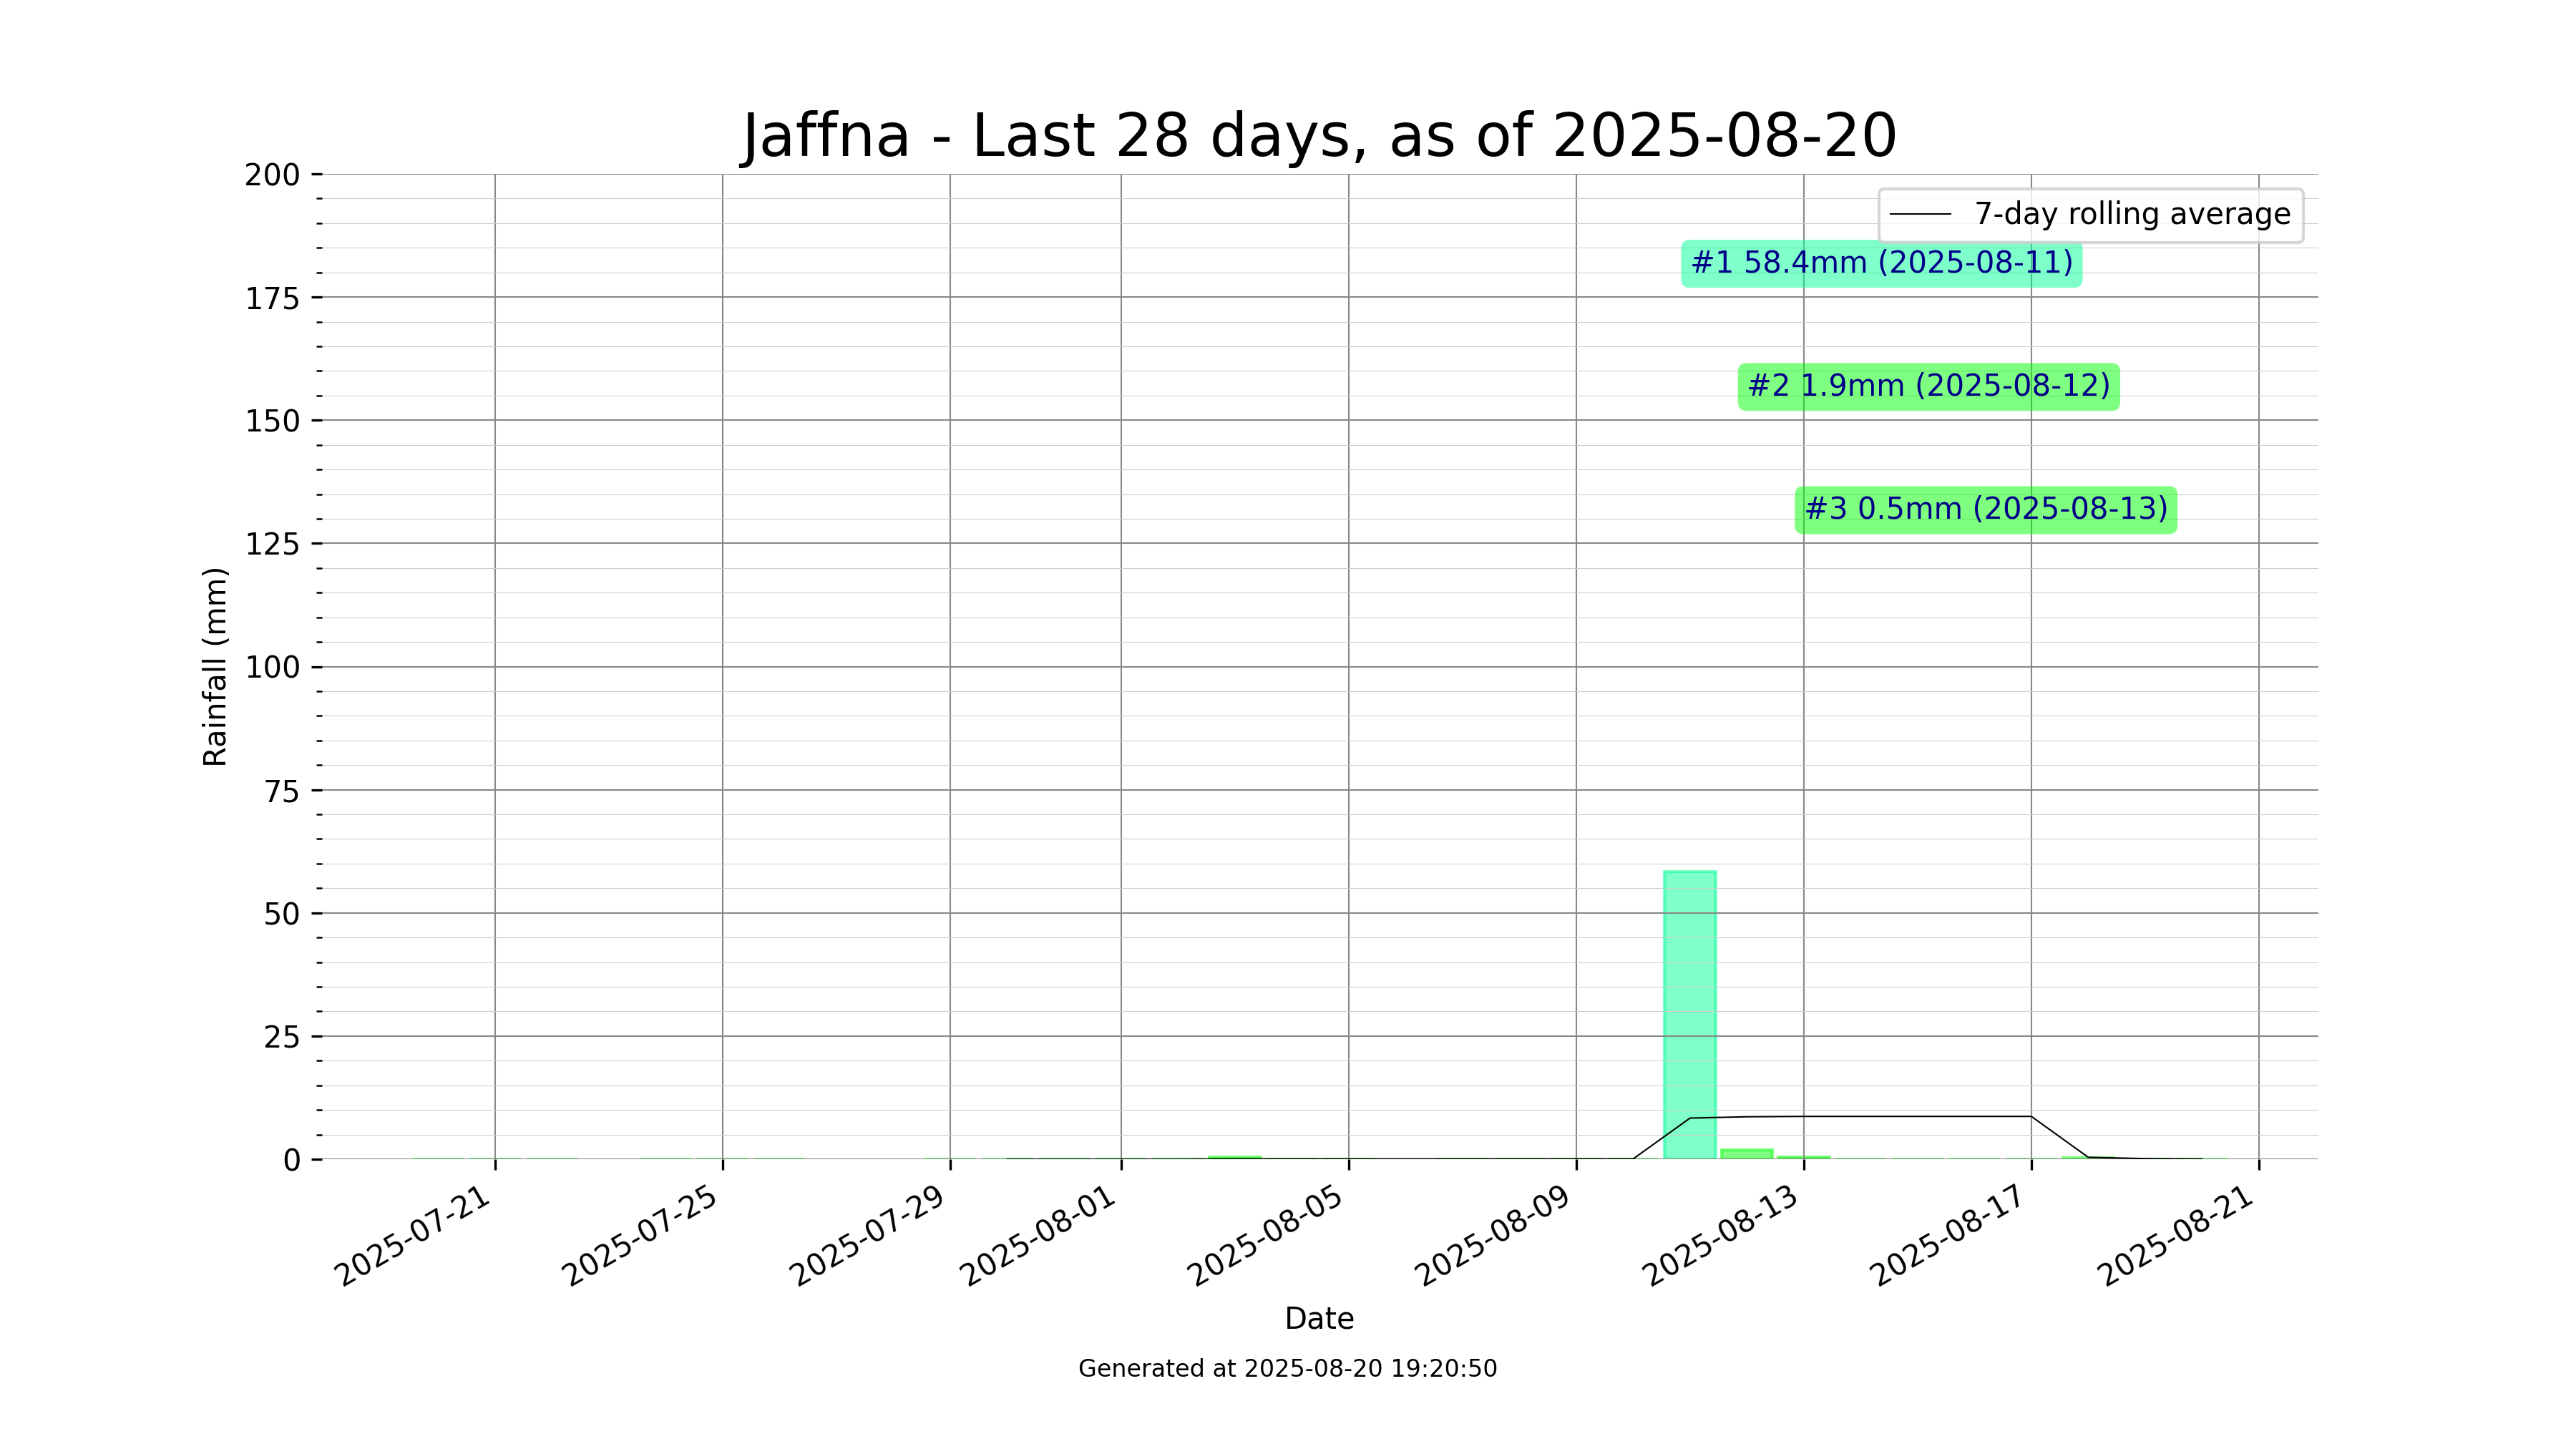 Jaffna - Last 28 days, as of 2025-08-20
7-day rolling average
#1 58.4mm (2025-08-11)
#2 1.9mm (2025-08-12)
#3 0.5mm (2025-08-13)
Rainfall (mm)
200
175
150
125
100
75
50
25
0
2025-07-21
2025-07-25
2025-07-29
2025-08-01
2025-08-05
2025-08-09
2025-08-13
2025-08-17
2025-08-21
Date
Generated at 2025-08-20 19:20:50